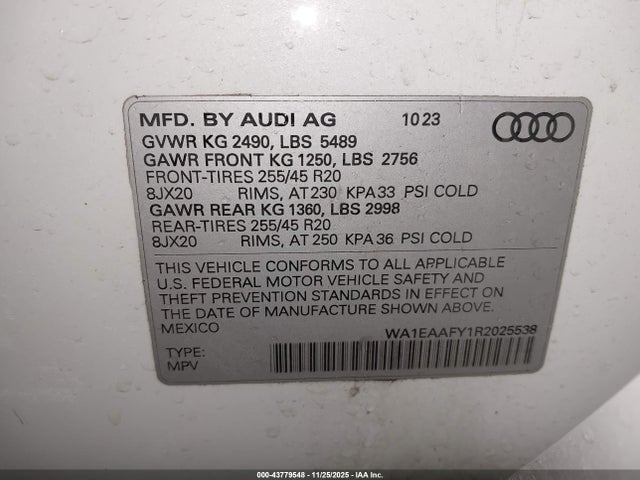 MFD. BY AUDI AG 10 23
GVWR KG 2490, LBS 5489
GAWR FRONT KG 1250, LBS 2756
FRONT-TIRES 255/45 R20
8JX20 RIMS, AT 230 KPA 33 PSI COLD
GAWR REAR KG 1360, LBS 2998
REAR-TIRES 255/45 R20
8JX20 RIMS, AT 250 KPA 36 PSI COLD
THIS VEHICLE CONFORMS TO ALL APPLICABLE
U.S. FEDERAL MOTOR VEHICLE SAFETY AND
THEFT PREVENTION STANDARDS IN EFFECT ON
THE DATE OF MANUFACTURE SHOWN ABOVE.
MEXICO
WA1EAAFY1R2025538
TYPE:
MPV
000-43779548 - 11/25/2025 - IAA Inc.